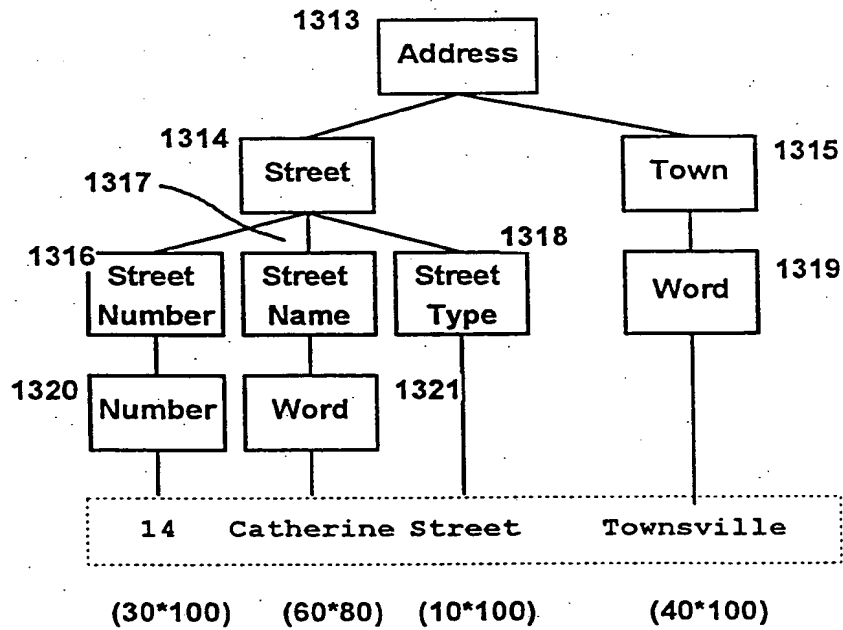 1313
Address
1314
Street
Town
1315
1317
1316
Street
Number
Street
Name
1318
Street
Type
Word
1319
1320
Number
Word
1321
14 Catherine Street Townsville
(30*100) (60*80) (10*100) (40*100)